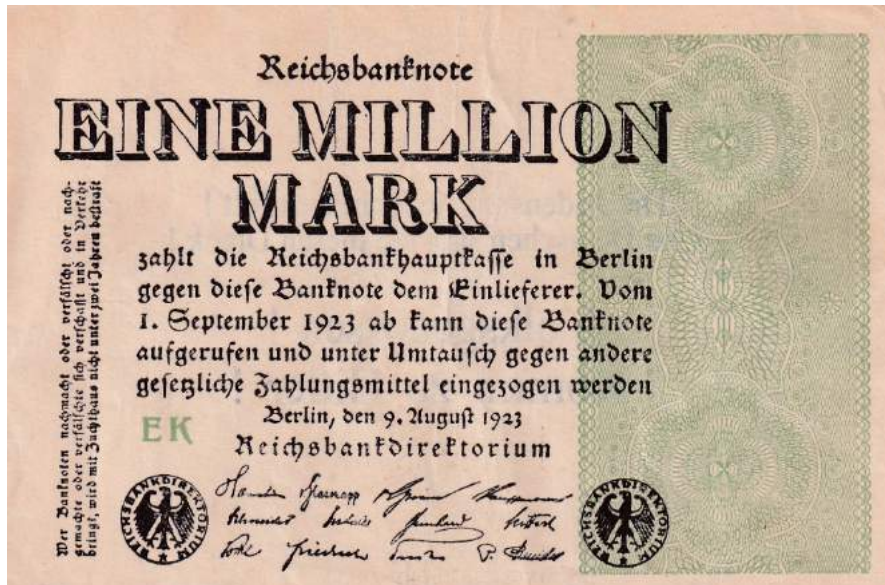 Reichsbanknote
EINE MILLION
MARK
zahlt die Reichsbankhauptkasse in Berlin
gegen diese Banknote dem Einlieferer. Vom
1. September 1923 ab kann diese Banknote
aufgerufen und unter Umtausch gegen andere
gesetzliche Zahlungsmittel eingezogen werden
Berlin, den 9. August 1923
Reichsbankdirektorium
EK
Wer Banknoten nachmacht oder verfälscht oder nach-
gemachte oder verfälschte sich verschafft und in Verkehr
bringt, wird mit Zuchthaus nicht unter zwei Jahren bestraft
REICHSBANKDIREKTORIUM
REICHSBANKDIREKTORIUM